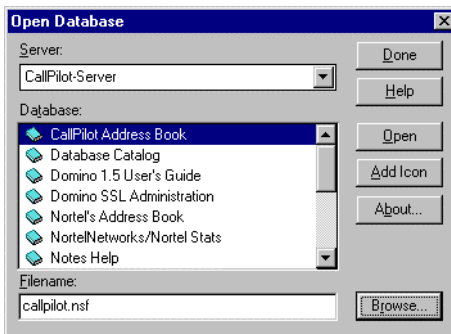 Open Database
Server:
CallPilot-Server
Database:
CallPilot Address Book
Database Catalog
Domino 1.5 User's Guide
Domino SSL Administration
Nortel's Address Book
NortelNetworks/Nortel Stats
Notes Help
Filename:
callpilot.nsf
Done
Help
Open
Add Icon
About...
Browse...